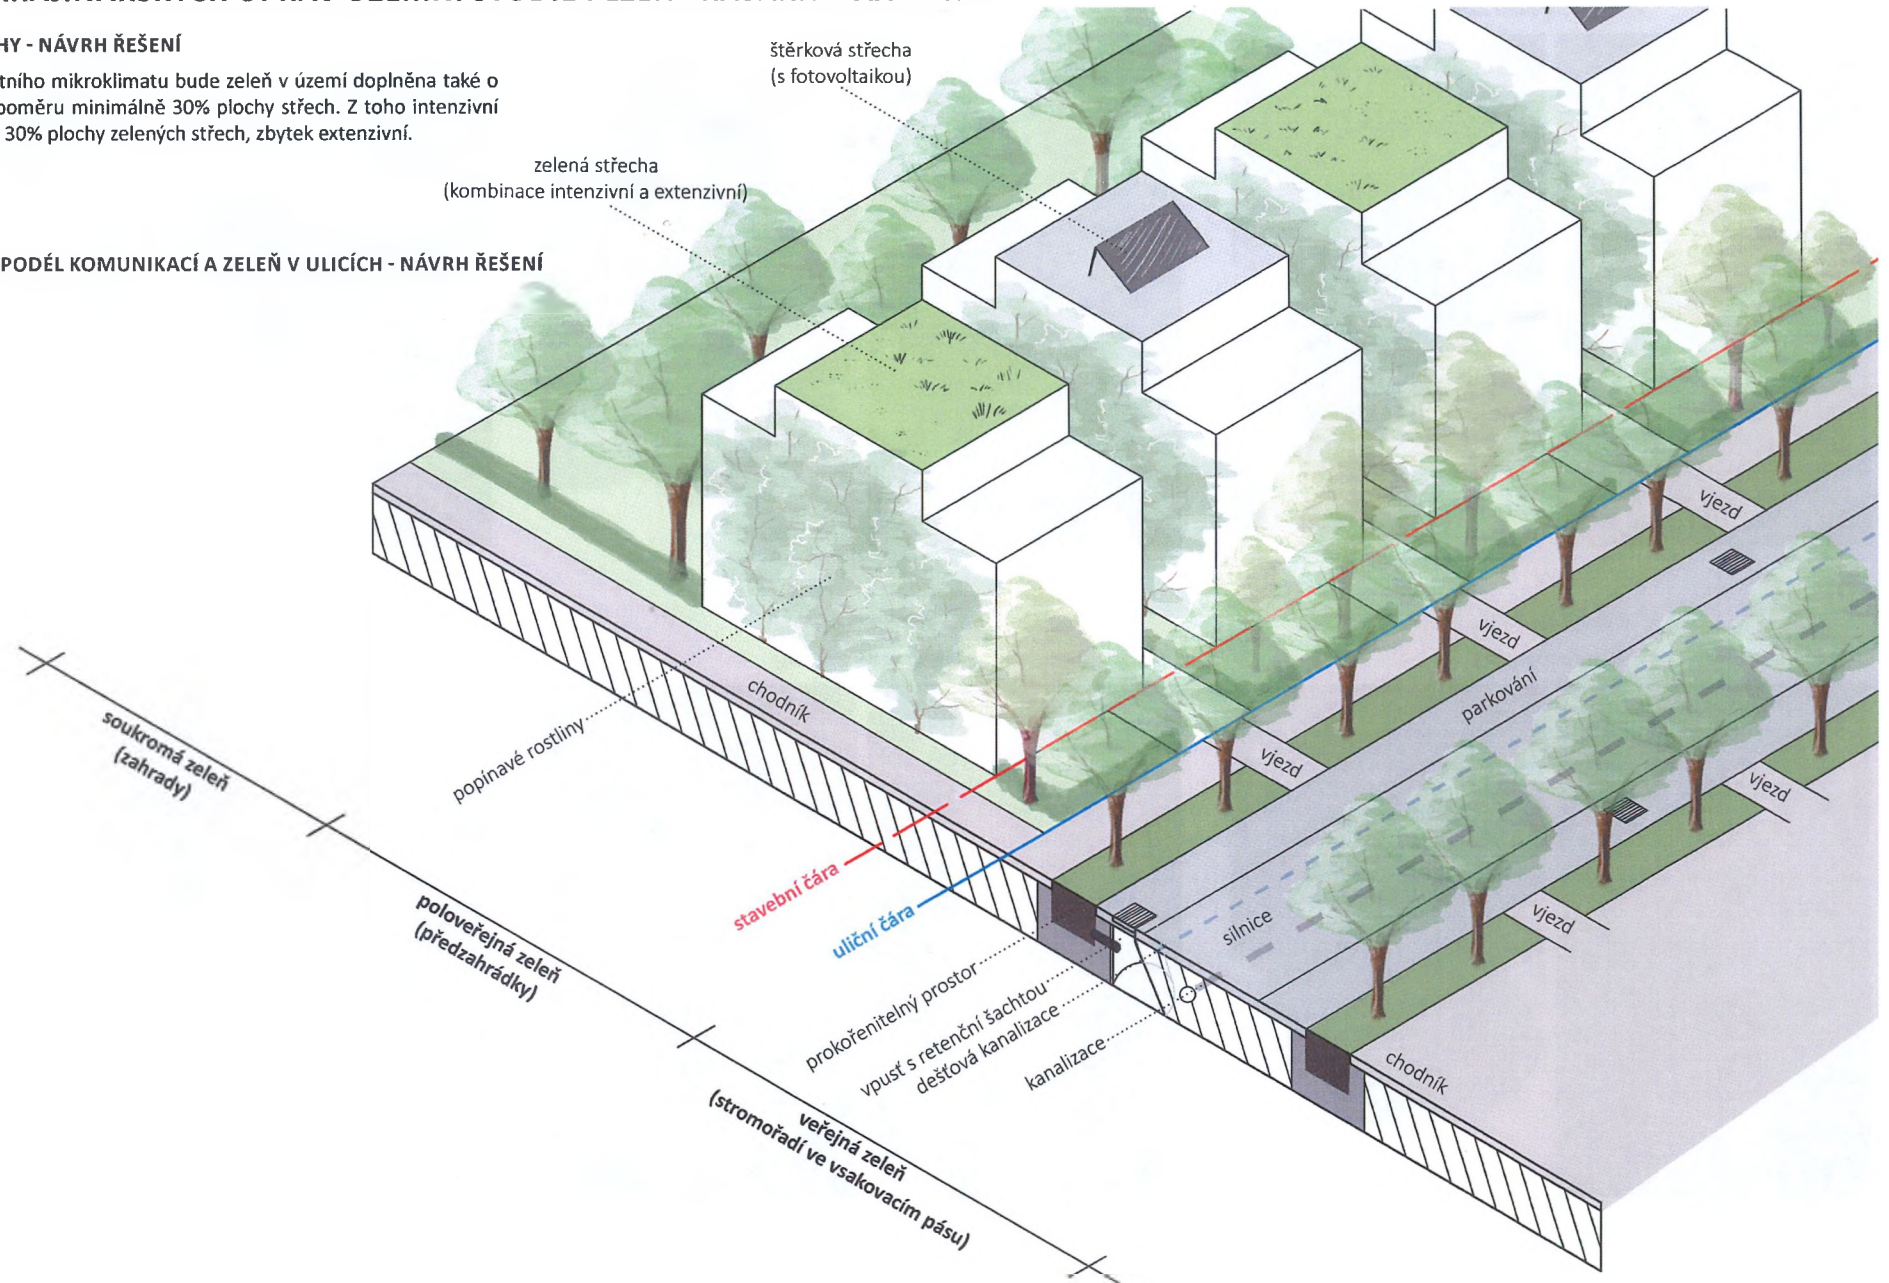 HY - NÁVRH ŘEŠENÍ
tního mikroklimatu bude zeleň v území doplněna také o
poměru minimálně 30% plochy střech. Z toho intenzivní
30% plochy zelených střech, zbytek extenzivní.
štěrková střecha
(s fotovoltaikou)
zelená střecha
(kombinace intenzivní a extenzivní)
PODÉL KOMUNIKACÍ A ZELEŇ V ULICÍCH - NÁVRH ŘEŠENÍ
vjezd
vjezd
parkování
chodník
vjezd
vjezd
soukromá zeleň
(zahrady)
popínavé rostliny
stavební čára
uliční čára
silnice
vjezd
poloveřejná zeleň
(předzahrádky)
prokořenitelný prostor
vpusť s retenční šachtou
dešťová kanalizace
kanalizace
chodník
veřejná zeleň
(stromořadí ve vsakovacím pásu)